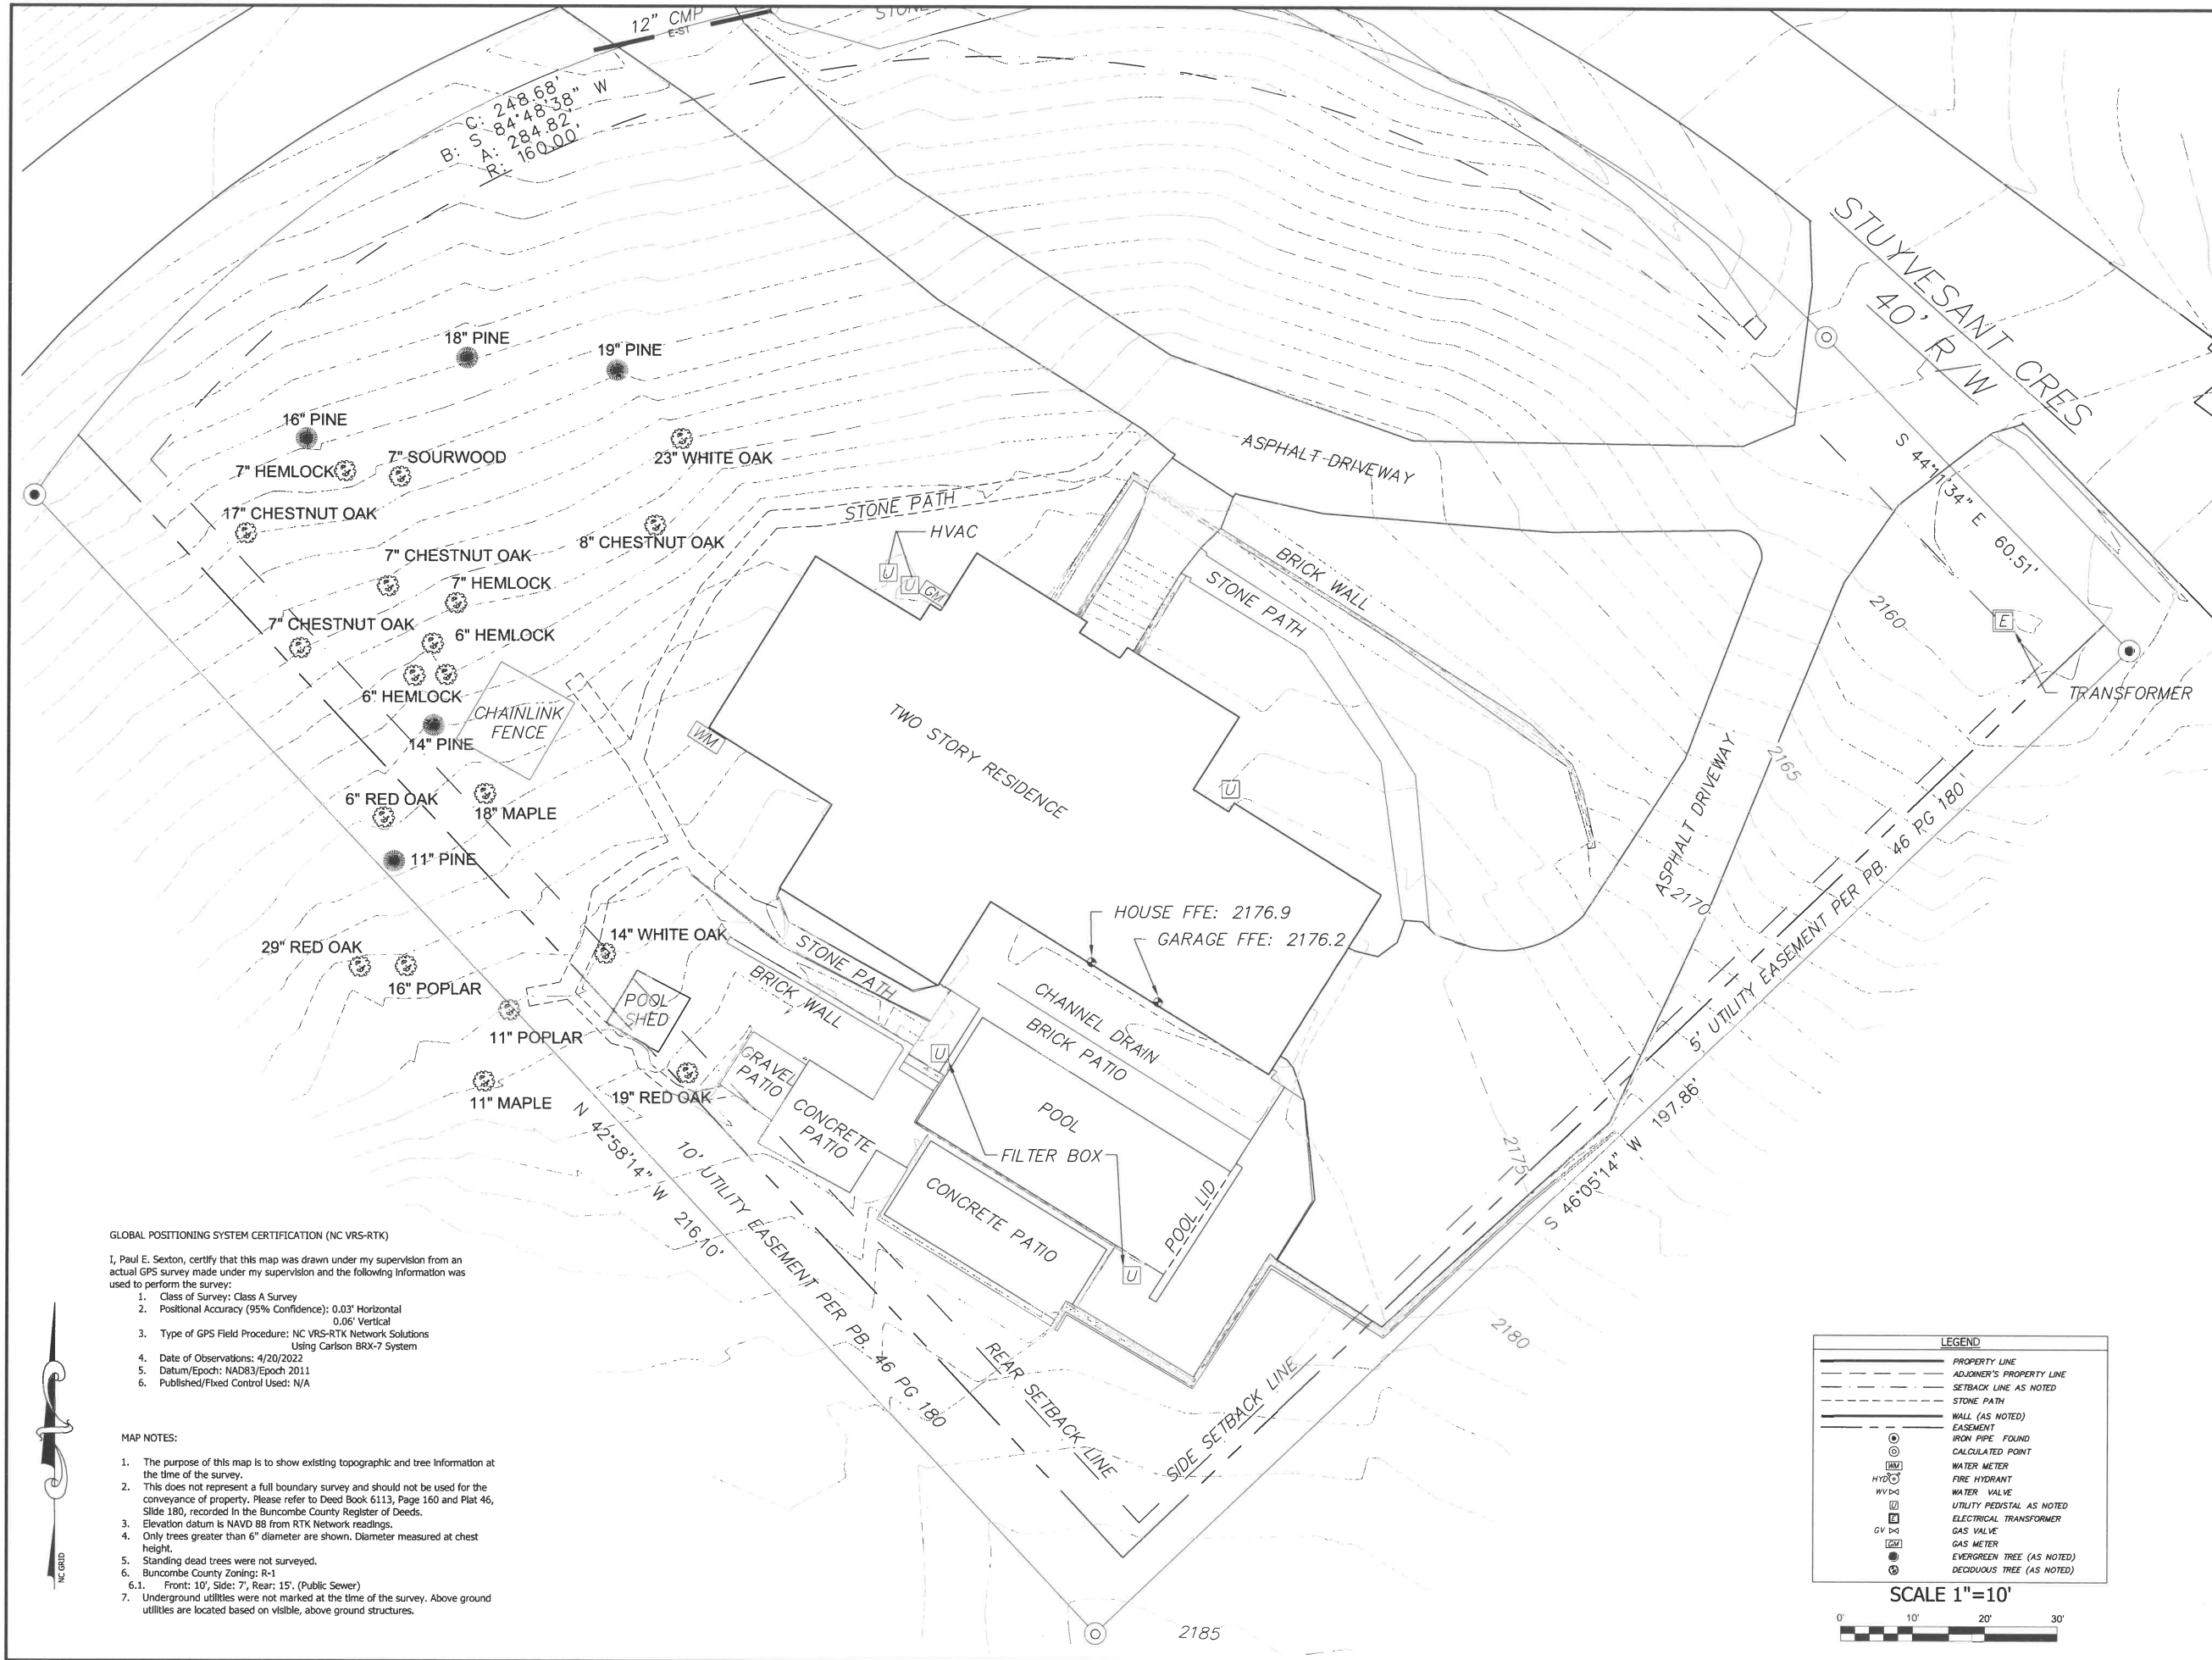 12" CMP
E-ST
STONE
C: 248.68'
B: S 84°48'38" W
A: 284.82'
R: 160.00'
STUYVESANT CRES
40' R/W
18" PINE
19" PINE
16" PINE
7" HEMLOCK
7" SOURWOOD
23" WHITE OAK
17" CHESTNUT OAK
8" CHESTNUT OAK
7" CHESTNUT OAK
7" HEMLOCK
7" CHESTNUT OAK
6" HEMLOCK
6" HEMLOCK
CHAINLINK
FENCE
14" PINE
6" RED OAK
18" MAPLE
11" PINE
29" RED OAK
16" POPLAR
14" WHITE OAK
11" POPLAR
11" MAPLE
19" RED OAK
POOL
SHED
STONE PATH
HVAC
U
U
GM
WM
ASPHALT DRIVEWAY
BRICK WALL
STONE PATH
S 44°11'34" E 60.51'
2160
E
TRANSFORMER
TWO STORY RESIDENCE
U
2165
ASPHALT DRIVEWAY
2170
HOUSE FFE: 2176.9
GARAGE FFE: 2176.2
STONE PATH
BRICK WALL
CHANNEL DRAIN
BRICK PATIO
GRAVEL
PATIO
CONCRETE
PATIO
U
POOL
FILTER BOX
CONCRETE PATIO
POOL LID
U
5' UTILITY EASEMENT PER PB. 46 PG 180
S 46°05'14" W 197.86'
2175
2180
N 42°58'14" W 216.10'
10' UTILITY EASEMENT PER PB. 46 PG 180
REAR SETBACK LINE
SIDE SETBACK LINE
2185
GLOBAL POSITIONING SYSTEM CERTIFICATION (NC VRS-RTK)
I, Paul E. Sexton, certify that this map was drawn under my supervision from an
actual GPS survey made under my supervision and the following information was
used to perform the survey:
1. Class of Survey: Class A Survey
2. Positional Accuracy (95% Confidence): 0.03' Horizontal
0.06' Vertical
3. Type of GPS Field Procedure: NC VRS-RTK Network Solutions
Using Carlson BRX-7 System
4. Date of Observations: 4/20/2022
5. Datum/Epoch: NAD83/Epoch 2011
6. Published/Fixed Control Used: N/A
MAP NOTES:
1. The purpose of this map is to show existing topographic and tree information at
the time of the survey.
2. This does not represent a full boundary survey and should not be used for the
conveyance of property. Please refer to Deed Book 6113, Page 160 and Plat 46,
Slide 180, recorded in the Buncombe County Register of Deeds.
3. Elevation datum is NAVD 88 from RTK Network readings.
4. Only trees greater than 6" diameter are shown. Diameter measured at chest
height.
5. Standing dead trees were not surveyed.
6. Buncombe County Zoning: R-1
6.1. Front: 10', Side: 7', Rear: 15'. (Public Sewer)
7. Underground utilities were not marked at the time of the survey. Above ground
utilities are located based on visible, above ground structures.
NC GRID
LEGEND
PROPERTY LINE
ADJOINER'S PROPERTY LINE
SETBACK LINE AS NOTED
STONE PATH
WALL (AS NOTED)
EASEMENT
IRON PIPE FOUND
CALCULATED POINT
WM WATER METER
HYD FIRE HYDRANT
WV WATER VALVE
U UTILITY PEDISTAL AS NOTED
E ELECTRICAL TRANSFORMER
GV GAS VALVE
GM GAS METER
EVERGREEN TREE (AS NOTED)
DECIDUOUS TREE (AS NOTED)
SCALE 1"=10'
0' 10' 20' 30'